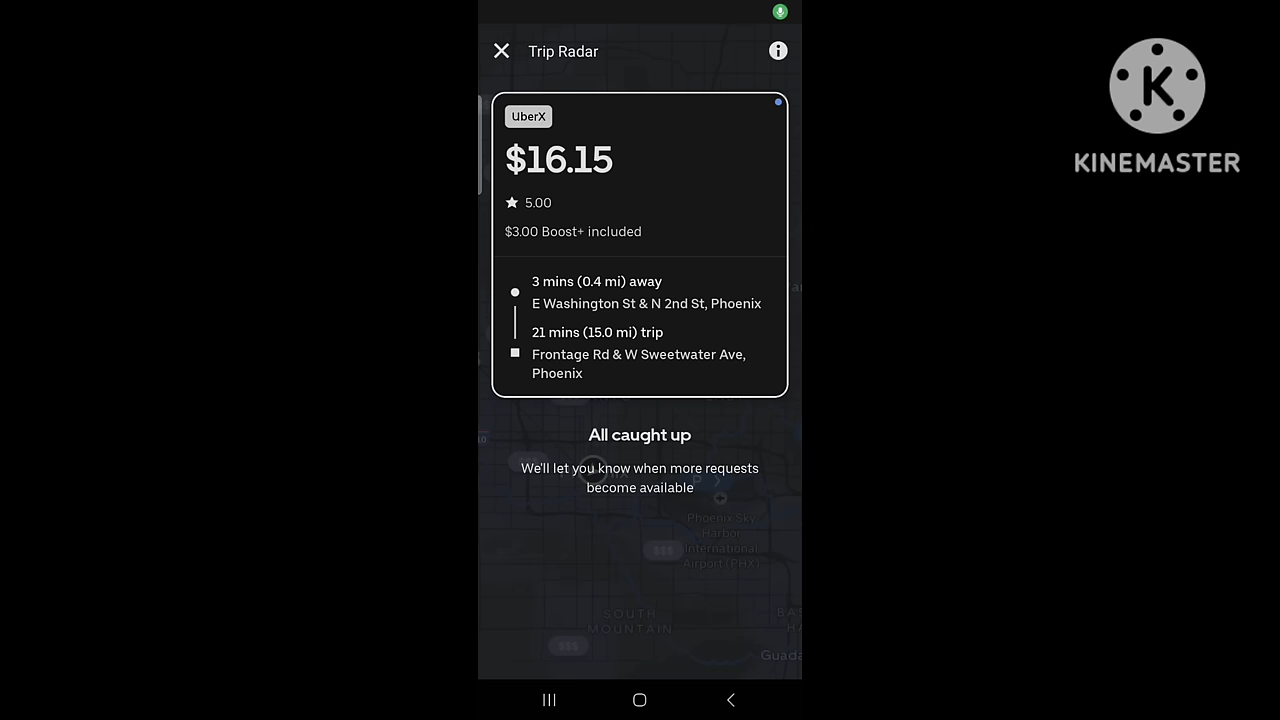 Trip Radar
UberX
$16.15
5.00
$3.00 Boost+ included
3 mins (0.4 mi) away
E Washington St & N 2nd St, Phoenix
21 mins (15.0 mi) trip
Frontage Rd & W Sweetwater Ave,
Phoenix
All caught up
We'll let you know when more requests
become available
Phoenix Sky
Harbor
International
Airport (PHX)
$$$
SOUTH
MOUNTAIN
$$$
K
KINEMASTER